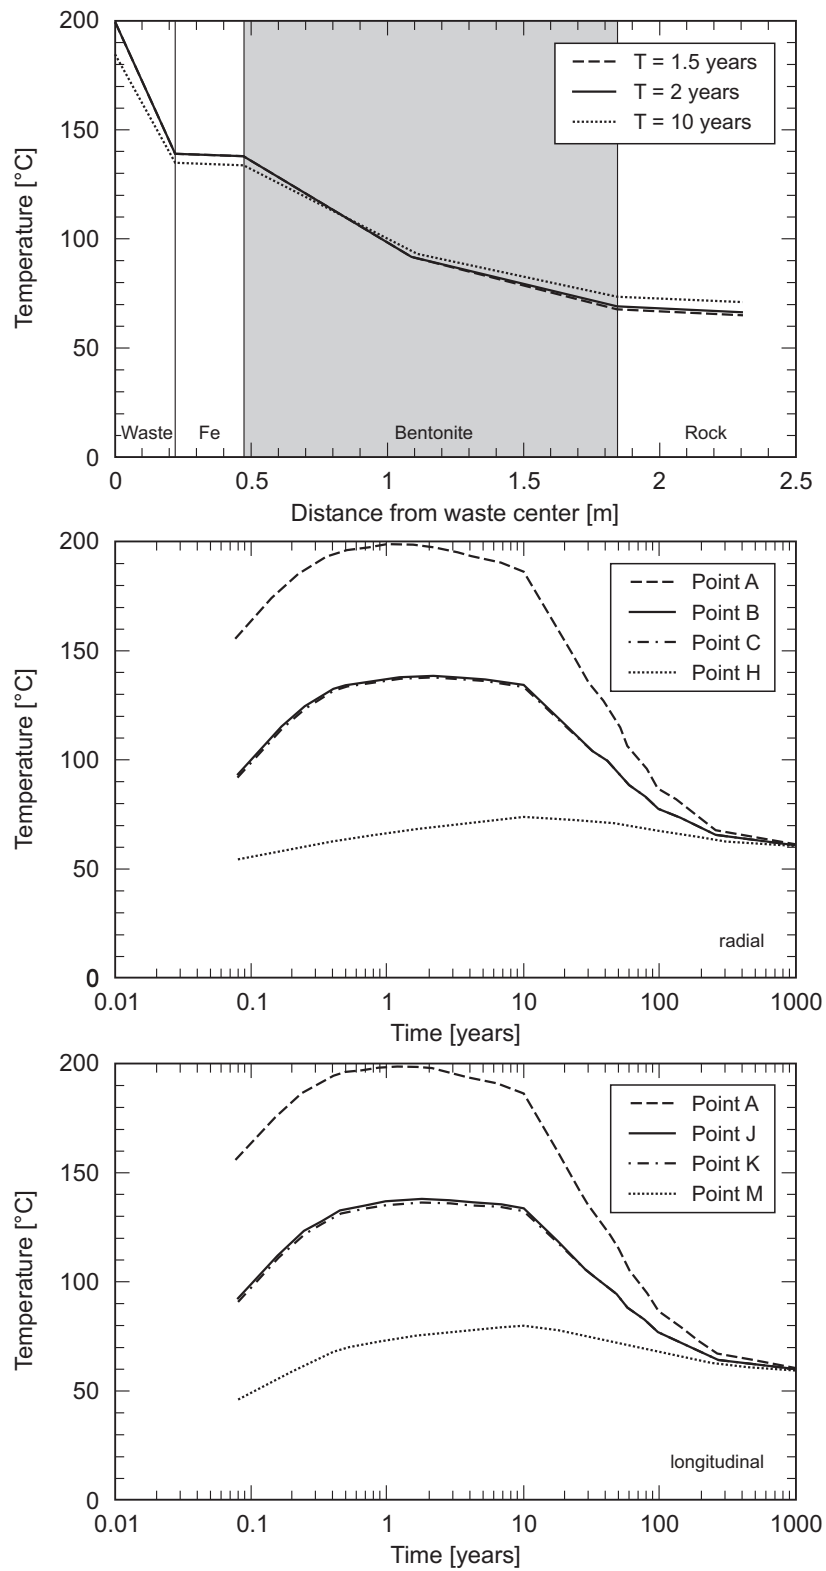 200
150
100
50
0
Temperature [°C]
T = 1.5 years
T = 2 years
T = 10 years
Waste Fe Bentonite Rock
0 0.5 1 1.5 2 2.5
Distance from waste center [m]
200
150
100
50
0
Temperature [°C]
Point A
Point B
Point C
Point H
radial
0.01 0.1 1 10 100 1000
Time [years]
200
150
100
50
0
Temperature [°C]
Point A
Point J
Point K
Point M
longitudinal
0.01 0.1 1 10 100 1000
Time [years]